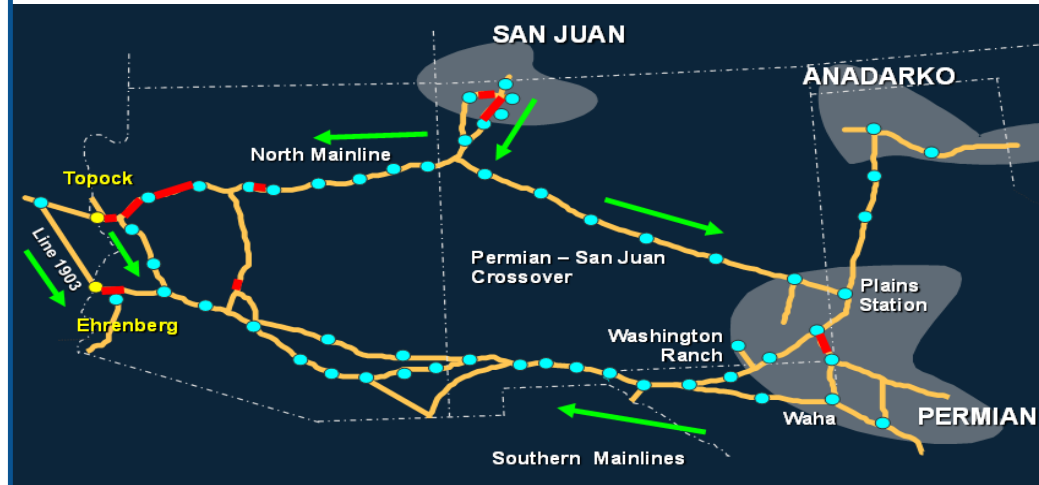 SAN JUAN
ANADARKO
North Mainline
Topock
Line 1903
Permian – San Juan
Crossover
Plains
Station
Ehrenberg
Washington
Ranch
Waha
PERMIAN
Southern Mainlines